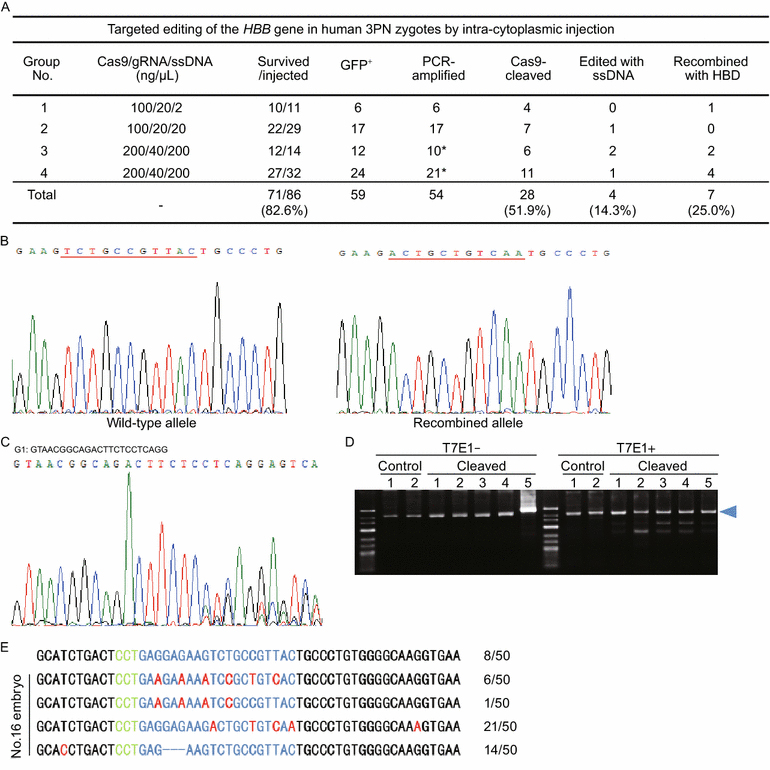 A
Targeted editing of the HBB gene in human 3PN zygotes by intra-cytoplasmic injection
Group No. Cas9/gRNA/ssDNA (ng/μL) Survived /injected GFP+ PCR-amplified Cas9-cleaved Edited with ssDNA Recombined with HBD
1 100/20/2 10/11 6 6 4 0 1
2 100/20/20 22/29 17 17 7 1 0
3 200/40/200 12/14 12 10* 6 2 2
4 200/40/200 27/32 24 21* 11 1 4
Total - 71/86 (82.6%) 59 54 28 (51.9%) 4 (14.3%) 7 (25.0%)
B
GAAGTCTGCCGTTACTGCCCTG
GAAGACTGCTGTCAATGCCCTG
Wild-type allele
Recombined allele
C
G1: GTAACGGCAGACTTCTCCTCAGG
GTAACGGCAGACTTCTCCTCAGGAGTCA
D
T7E1− T7E1+
Control Cleaved Control Cleaved
1 2 1 2 3 4 5 1 2 1 2 3 4 5
E
GCATCTGACTCCTGAGGAGAAGTCTGCCGTTACTGCCCTGTGGGGCAAGGTGAA 8/50
No.16 embryo
GCATCTGACTCCTGAAGAAAAATCCGCTGTCACTGCCCTGTGGGGCAAGGTGAA 6/50
GCATCTGACTCCTGAAGAAAAATCCGCCGTTACTGCCCTGTGGGGCAAGGTGAA 1/50
GCATCTGACTCCTGAGGAGAAGACTGCTGTCAATGCCCTGTGGGGCAAAGTGAA 21/50
GCACCTGACTCCTGAG---AAGTCTGCCGTTACTGCCCTGTGGGGCAAGGTGAA 14/50